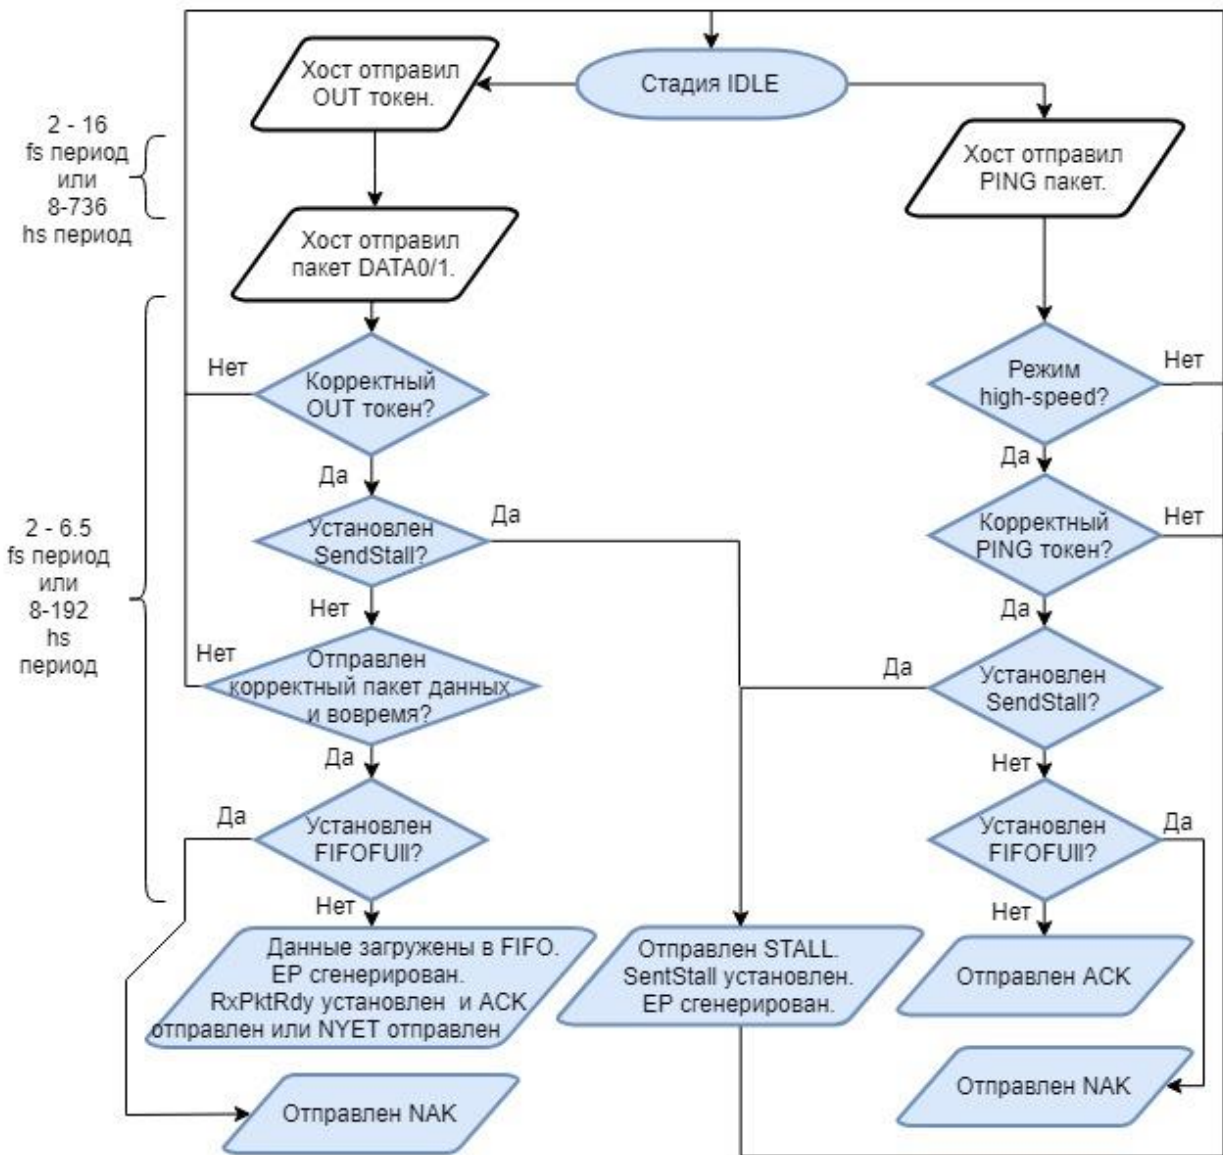 Стадия IDLE
Хост отправил
OUT токен.
2 - 16
fs период
или
8-736
hs период
Хост отправил
пакет DATA0/1.
Хост отправил
PING пакет.
Нет
Корректный
OUT токен?
Да
Установлен
SendStall?
Да
Нет
2 - 6.5
fs период
или
8-192
hs
период
Нет
Отправлен
корректный пакет данных
и вовремя?
Да
Да
Установлен
FIFOFUll?
Нет
Данные загружены в FIFO.
EP сгенерирован.
RxPktRdy установлен и ACK
отправлен или NYET отправлен
Отправлен NAK
Отправлен STALL.
SentStall установлен.
EP сгенерирован.
Режим
high-speed?
Нет
Да
Корректный
PING токен?
Нет
Да
Да
Установлен
SendStall?
Нет
Установлен
FIFOFUll?
Да
Нет
Отправлен ACK
Отправлен NAK